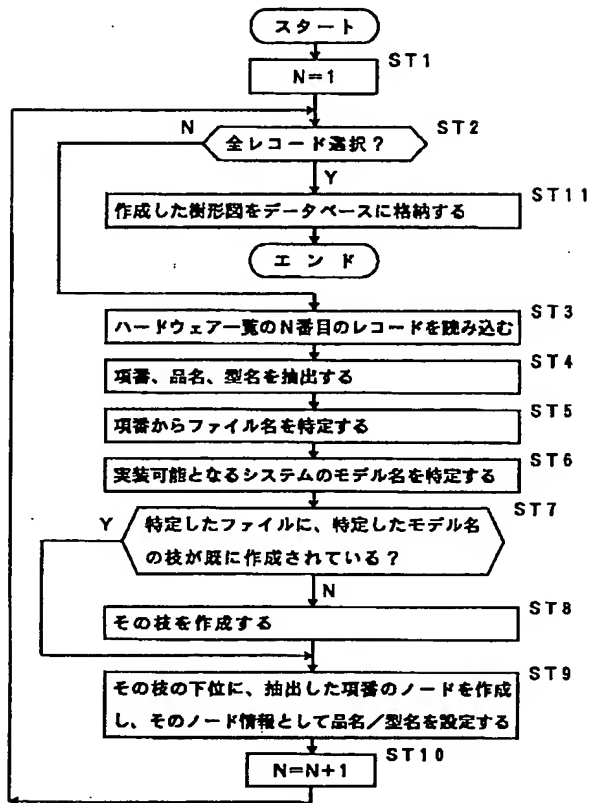 スタート
ST1
N=1
N
ST2
全レコード選択？
Y
ST11
作成した樹形図をデータベースに格納する
エンド
ST3
ハードウェア一覧のN番目のレコードを読み込む
ST4
項番、品名、型名を抽出する
ST5
項番からファイル名を特定する
ST6
実装可能となるシステムのモデル名を特定する
ST7
Y
特定したファイルに、特定したモデル名
の枝が既に作成されている？
N
ST8
その枝を作成する
ST9
その枝の下位に、抽出した項番のノードを作成
し、そのノード情報として品名／型名を設定する
ST10
N=N+1